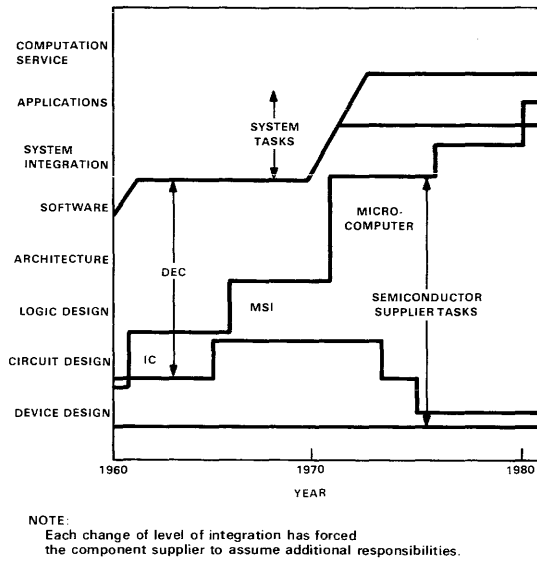 COMPUTATION
SERVICE
APPLICATIONS
SYSTEM
TASKS
SYSTEM
INTEGRATION
SOFTWARE
MICRO-
COMPUTER
ARCHITECTURE
DEC
SEMICONDUCTOR
SUPPLIER TASKS
LOGIC DESIGN
MSI
CIRCUIT DESIGN
IC
DEVICE DESIGN
1960
1970
1980
YEAR
NOTE:
Each change of level of integration has forced
the component supplier to assume additional responsibilities.